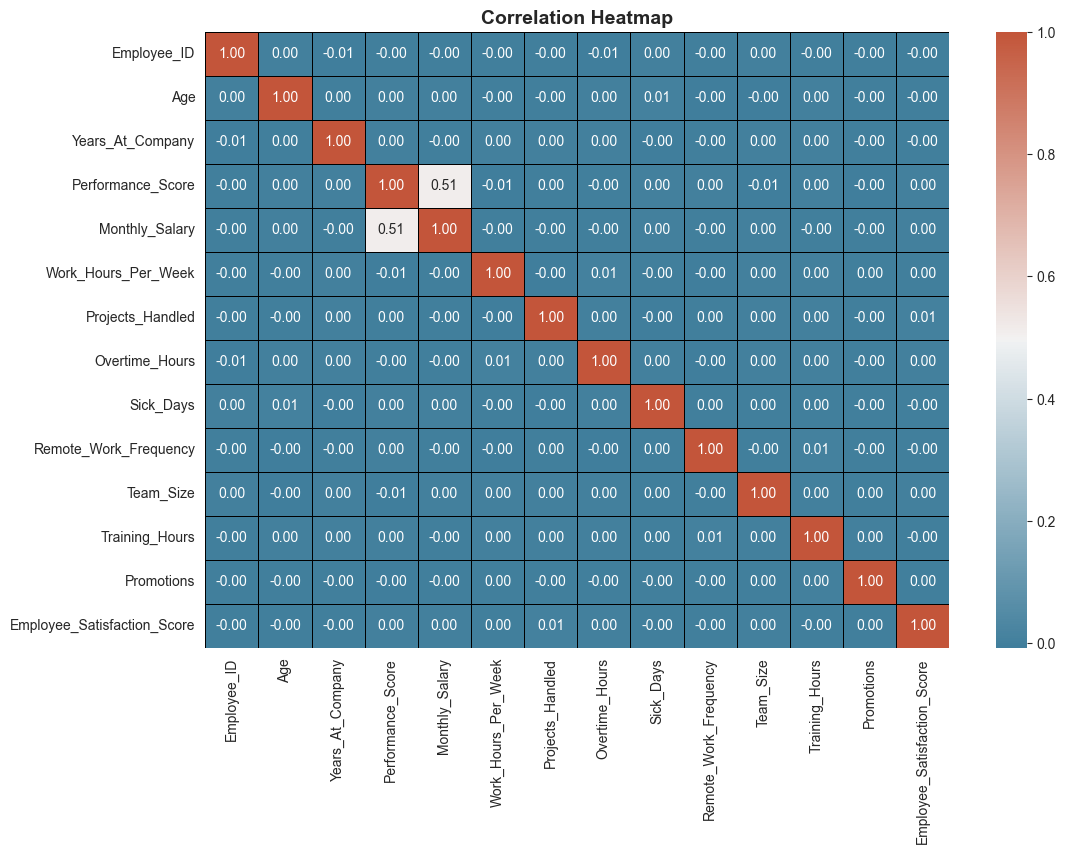 Correlation Heatmap
Employee_ID 1.00 0.00 -0.01 -0.00 -0.00 -0.00 -0.00 -0.01 0.00 -0.00 0.00 -0.00 -0.00 -0.00
Age 0.00 1.00 0.00 0.00 0.00 -0.00 -0.00 0.00 0.01 -0.00 -0.00 0.00 -0.00 -0.00
Years_At_Company -0.01 0.00 1.00 0.00 -0.00 0.00 0.00 0.00 -0.00 -0.00 0.00 0.00 -0.00 -0.00
Performance_Score -0.00 0.00 0.00 1.00 0.51 -0.01 0.00 -0.00 0.00 0.00 -0.01 0.00 -0.00 0.00
Monthly_Salary -0.00 0.00 -0.00 0.51 1.00 -0.00 0.00 -0.00 0.00 -0.00 0.00 -0.00 -0.00 0.00
Work_Hours_Per_Week -0.00 -0.00 0.00 -0.01 -0.00 1.00 -0.00 0.01 -0.00 -0.00 0.00 0.00 0.00 0.00
Projects_Handled -0.00 -0.00 0.00 0.00 0.00 -0.00 1.00 0.00 -0.00 0.00 0.00 0.00 -0.00 0.01
Overtime_Hours -0.01 0.00 0.00 -0.00 -0.00 0.01 0.00 1.00 0.00 -0.00 0.00 0.00 -0.00 0.00
Sick_Days 0.00 0.01 -0.00 0.00 0.00 -0.00 -0.00 0.00 1.00 0.00 0.00 0.00 -0.00 -0.00
Remote_Work_Frequency -0.00 -0.00 -0.00 0.00 -0.00 -0.00 0.00 -0.00 0.00 1.00 -0.00 0.01 -0.00 -0.00
Team_Size 0.00 -0.00 0.00 -0.01 0.00 0.00 0.00 0.00 0.00 -0.00 1.00 0.00 0.00 0.00
Training_Hours -0.00 0.00 0.00 0.00 -0.00 0.00 0.00 0.00 0.00 0.01 0.00 1.00 0.00 -0.00
Promotions -0.00 -0.00 -0.00 -0.00 -0.00 0.00 -0.00 -0.00 -0.00 -0.00 0.00 0.00 1.00 0.00
Employee_Satisfaction_Score -0.00 -0.00 -0.00 0.00 0.00 0.00 0.01 0.00 -0.00 -0.00 0.00 -0.00 0.00 1.00
Employee_ID
Age
Years_At_Company
Performance_Score
Monthly_Salary
Work_Hours_Per_Week
Projects_Handled
Overtime_Hours
Sick_Days
Remote_Work_Frequency
Team_Size
Training_Hours
Promotions
Employee_Satisfaction_Score
1.0
0.8
0.6
0.4
0.2
0.0